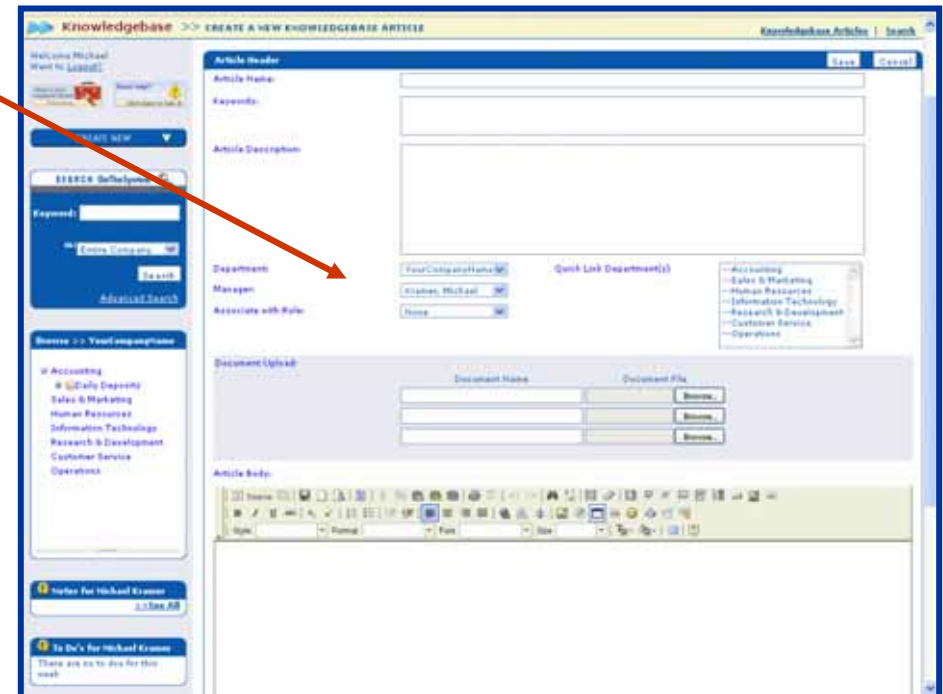 Knowledgebase >> CREATE A NEW KNOWLEDGEBASE ARTICLE
Knowledgebase Articles | Search
Welcome Michael
Want to Logout?
Article Header
Save
Cancel
Article Name:
Keywords:
CREATE NEW
Article Description:
SEARCH
Keyword:
Entire Company
Search
Advanced Search
Department:
YourCompanyName
Quick Link Department(s)
Manager:
Kramer, Michael
Associate with Role:
None
Accounting
Sales & Marketing
Human Resources
Information Technology
Research & Development
Customer Service
Operations
Browse >> YourCompanyName
Accounting
Daily Deposits
Sales & Marketing
Human Resources
Information Technology
Research & Development
Customer Service
Operations
Document Upload:
Document Name
Document File
Browse...
Browse...
Browse...
Article Body:
Source
Style
Format
Font
Size
Notes for Michael Kramer
>>See All
To Do's for Michael Kramer
There are no to dos for this
week